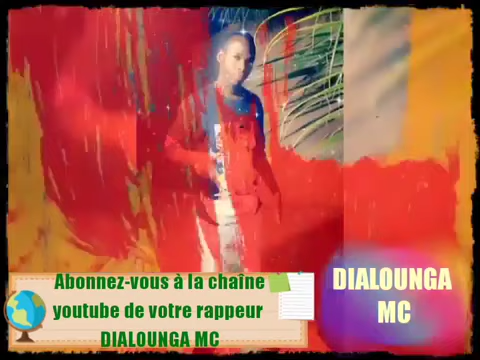 Abonnez-vous à la chaîne
youtube de votre rappeur
DIALOUNGA MC
DIALOUNGA
MC